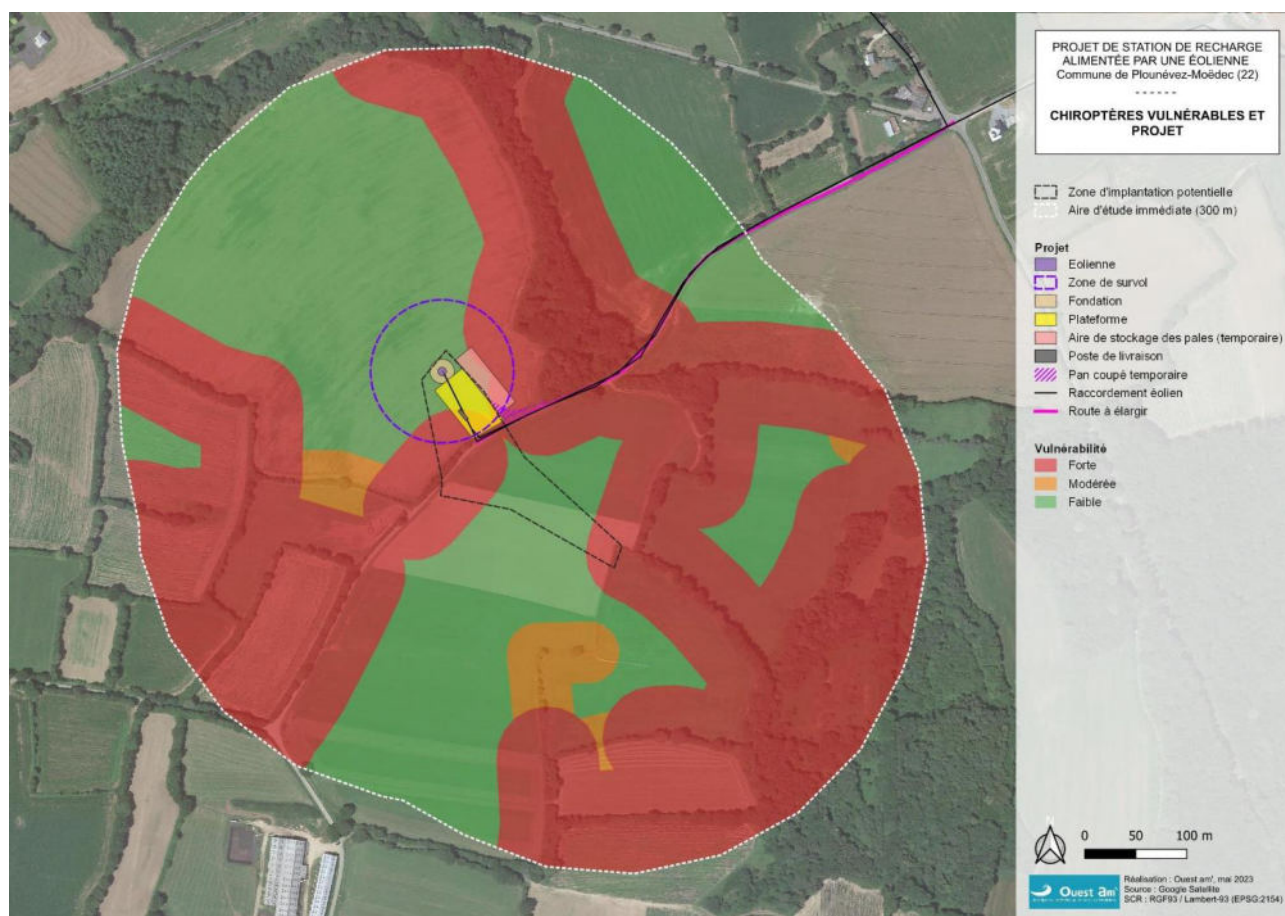 PROJET DE STATION DE RECHARGE
ALIMENTÉE PAR UNE ÉOLIENNE
Commune de Plounévez-Moëdec (22)
------
CHIROPTÈRES VULNÉRABLES ET
PROJET
Zone d'implantation potentielle
Aire d'étude immédiate (300 m)
Projet
Eolienne
Zone de survol
Fondation
Plateforme
Aire de stockage des pales (temporaire)
Poste de livraison
Pan coupé temporaire
Raccordement éolien
Route à élargir
Vulnérabilité
Forte
Modérée
Faible
N
0 50 100 m
Ouest am'
Réalisation : Ouest am', mai 2023
Source : Google Satellite
SCR : RGF93 / Lambert-93 (EPSG:2154)